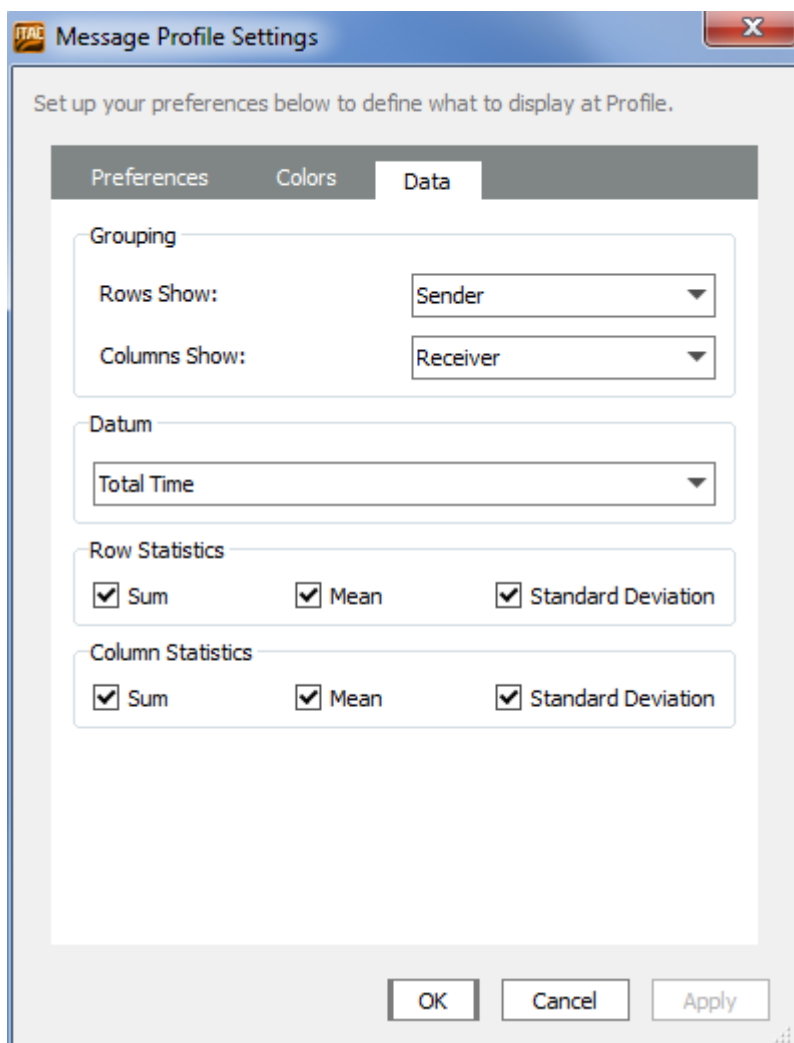 ITAC Message Profile Settings
Set up your preferences below to define what to display at Profile.
Preferences Colors Data
Grouping
Rows Show: Sender
Columns Show: Receiver
Datum
Total Time
Row Statistics
Sum Mean Standard Deviation
Column Statistics
Sum Mean Standard Deviation
OK Cancel Apply